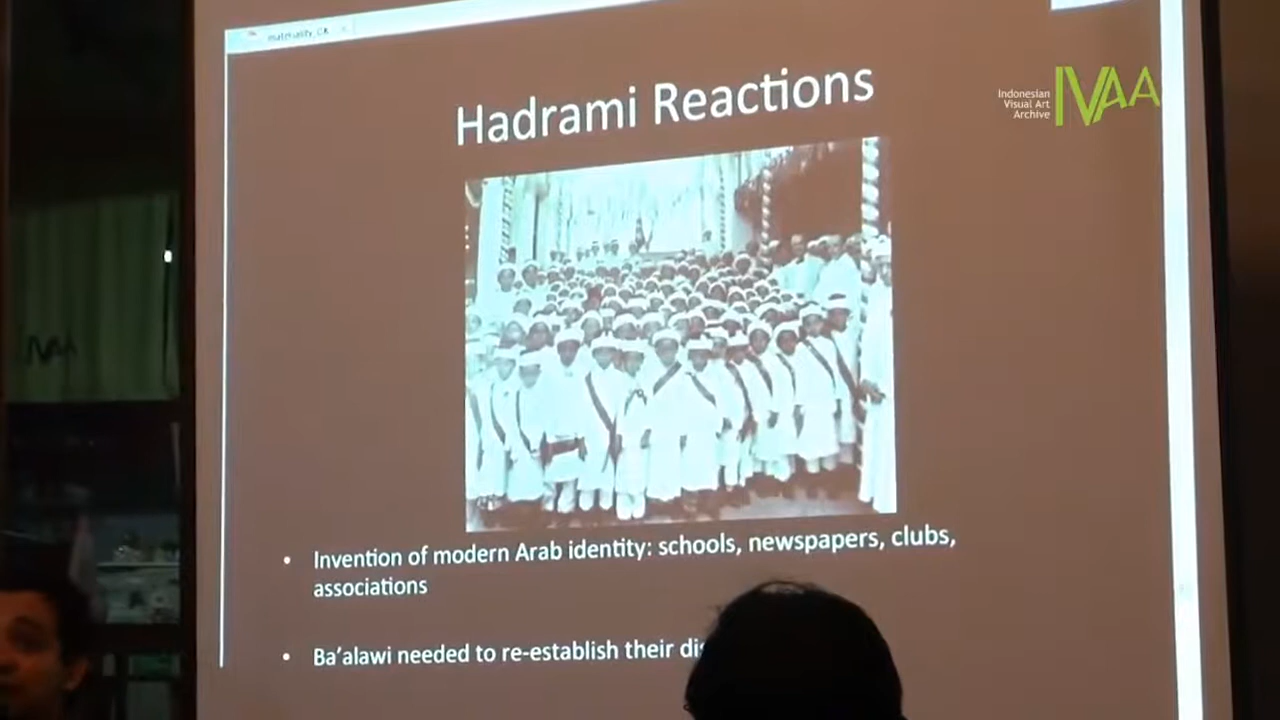 Hadrami Reactions
Indonesian
Visual Art
Archive
IVAA
• Invention of modern Arab identity: schools, newspapers, clubs,
associations
• Ba'alawi needed to re-establish their